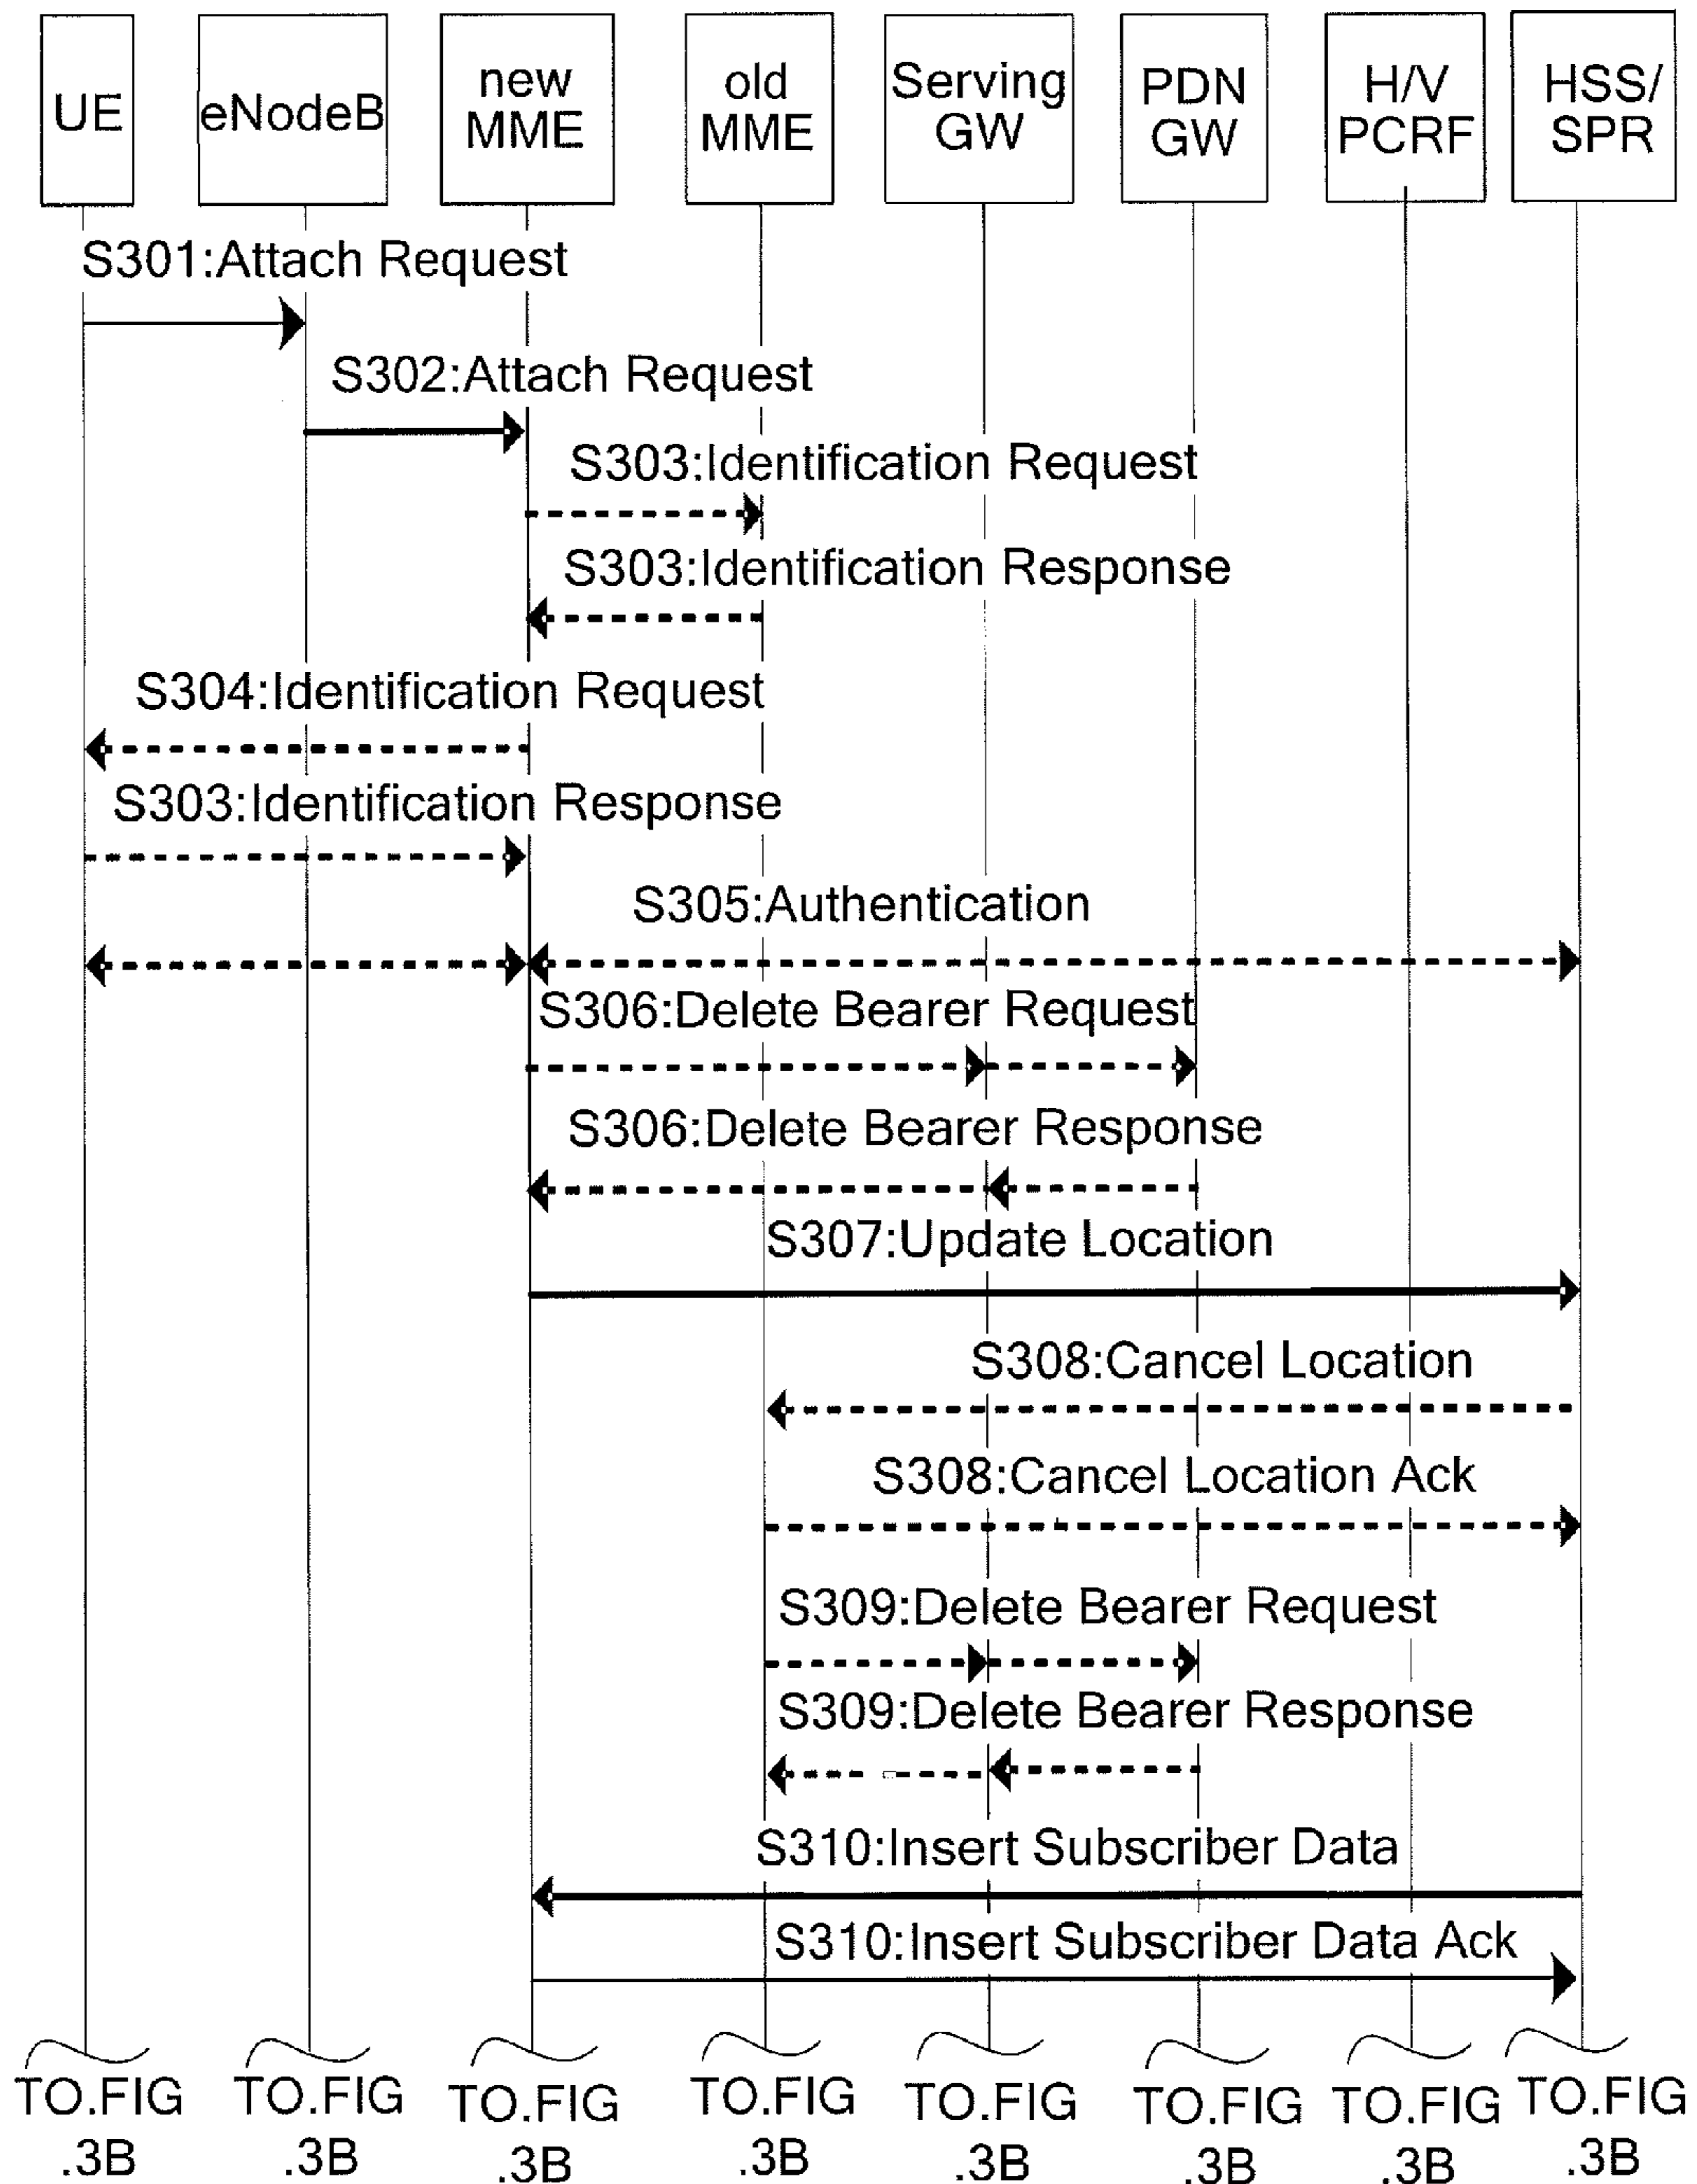 UE
eNodeB
new
MME
old
MME
Serving
GW
PDN
GW
H/V
PCRF
HSS/
SPR
S301:Attach Request
S302:Attach Request
S303:Identification Request
S303:Identification Response
S304:Identification Request
S303:Identification Response
S305:Authentication
S306:Delete Bearer Request
S306:Delete Bearer Response
S307:Update Location
S308:Cancel Location
S308:Cancel Location Ack
S309:Delete Bearer Request
S309:Delete Bearer Response
S310:Insert Subscriber Data
S310:Insert Subscriber Data Ack
TO.FIG
.3B
TO.FIG
.3B
TO.FIG
.3B
TO.FIG
.3B
TO.FIG
.3B
TO.FIG
.3B
TO.FIG
.3B
TO.FIG
.3B